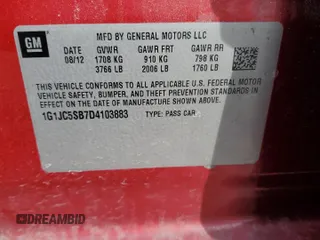 GM
MFD BY GENERAL MOTORS LLC
08/12 GVWR GAWR FRT GAWR RR
1708 KG 910 KG 798 KG
3766 LB 2006 LB 1760 LB
THIS VEHICLE CONFORMS TO ALL APPLICABLE U.S. FEDERAL MOTOR
VEHICLE SAFETY, BUMPER, AND THEFT PREVENTION STANDARDS IN
EFFECT ON THE DATE OF MANUFACTURE SHOWN ABOVE.
1G1JC5SB7D4103883 TYPE: PASS CAR
DREAMBID